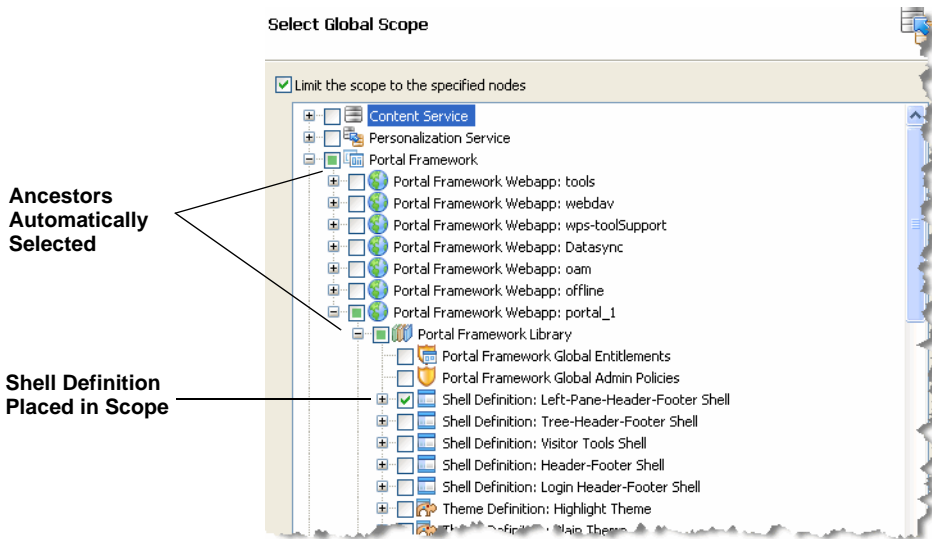 Select Global Scope
Limit the scope to the specified nodes
Content Service
Personalization Service
Portal Framework
Portal Framework Webapp: tools
Portal Framework Webapp: webdav
Portal Framework Webapp: wps-toolSupport
Portal Framework Webapp: Datasync
Portal Framework Webapp: oam
Portal Framework Webapp: offline
Portal Framework Webapp: portal_1
Portal Framework Library
Portal Framework Global Entitlements
Portal Framework Global Admin Policies
Shell Definition: Left-Pane-Header-Footer Shell
Shell Definition: Tree-Header-Footer Shell
Shell Definition: Visitor Tools Shell
Shell Definition: Header-Footer Shell
Shell Definition: Login Header-Footer Shell
Theme Definition: Highlight Theme
Ancestors
Automatically
Selected
Shell Definition
Placed in Scope